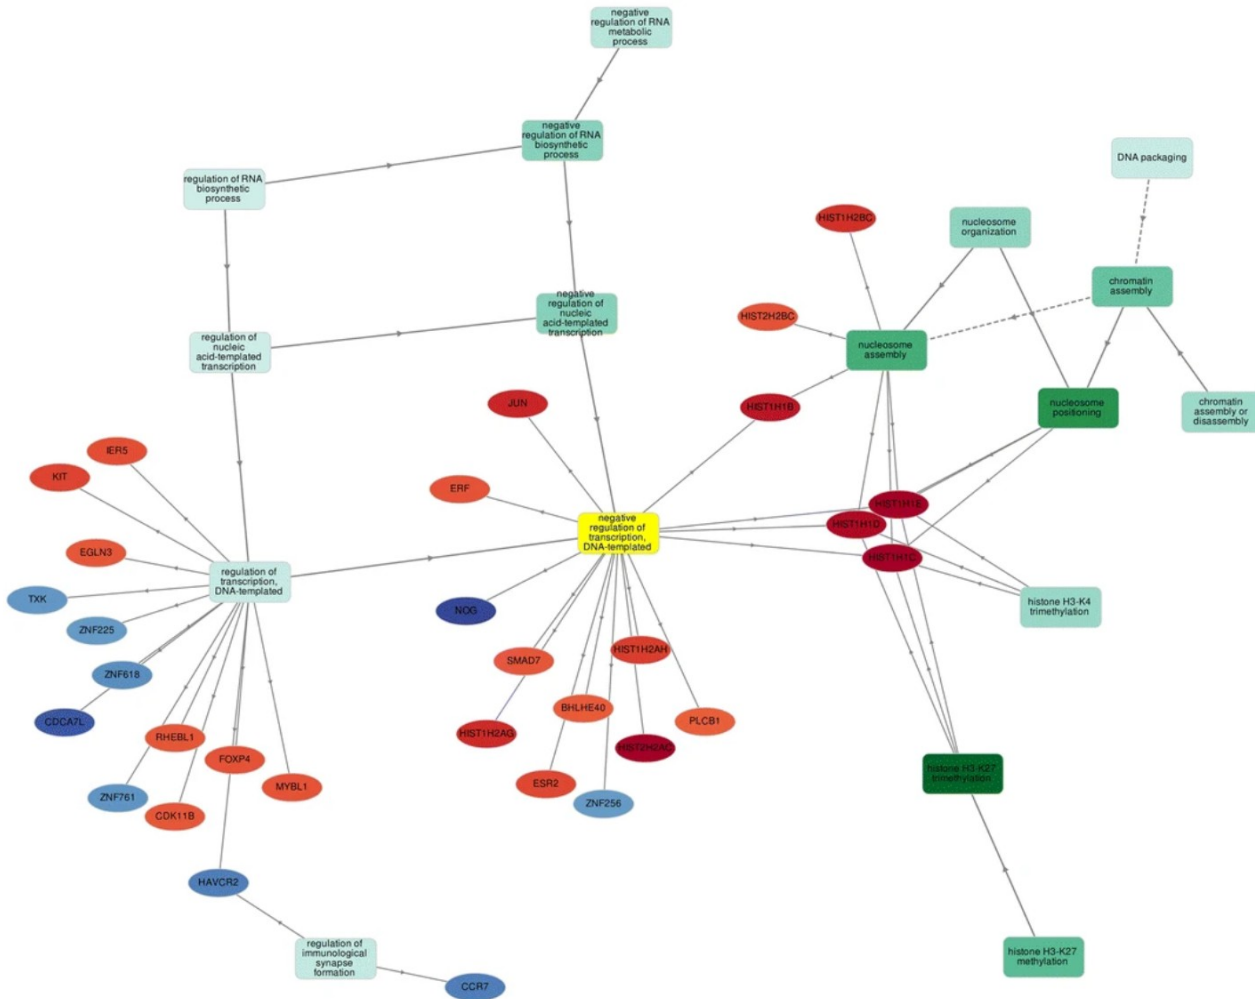 negative
regulation of RNA
metabolic
process
negative
regulation of RNA
biosynthetic
process
DNA packaging
regulation of RNA
biosynthetic
process
HIST1H2BC
nucleosome
organization
chromatin
assembly
negative
regulation of
nucleic
acid-templated
transcription
HIST2H2BC
regulation of
nucleic
acid-templated
transcription
nucleosome
assembly
JUN
HIST1H1B
nucleosome
positioning
chromatin
assembly or
disassembly
IER5
KIT
ERF
HIST1H1E
HIST1H1D
negative
regulation of
transcription,
DNA-templated
EGLN3
HIST1H1C
regulation of
transcription,
DNA-templated
TXK
NOG
histone H3-K4
trimethylation
ZNF225
HIST1H2AH
SMAD7
ZNF618
BHLHE40
CDCA7L
PLCB1
HIST1H2AG
RHEBL1
HIST2H2AC
FOXP4
histone H3-K27
trimethylation
ESR2
MYBL1
ZNF761
ZNF256
CDK11B
HAVCR2
regulation of
immunological
synapse
formation
histone H3-K27
methylation
CCR7